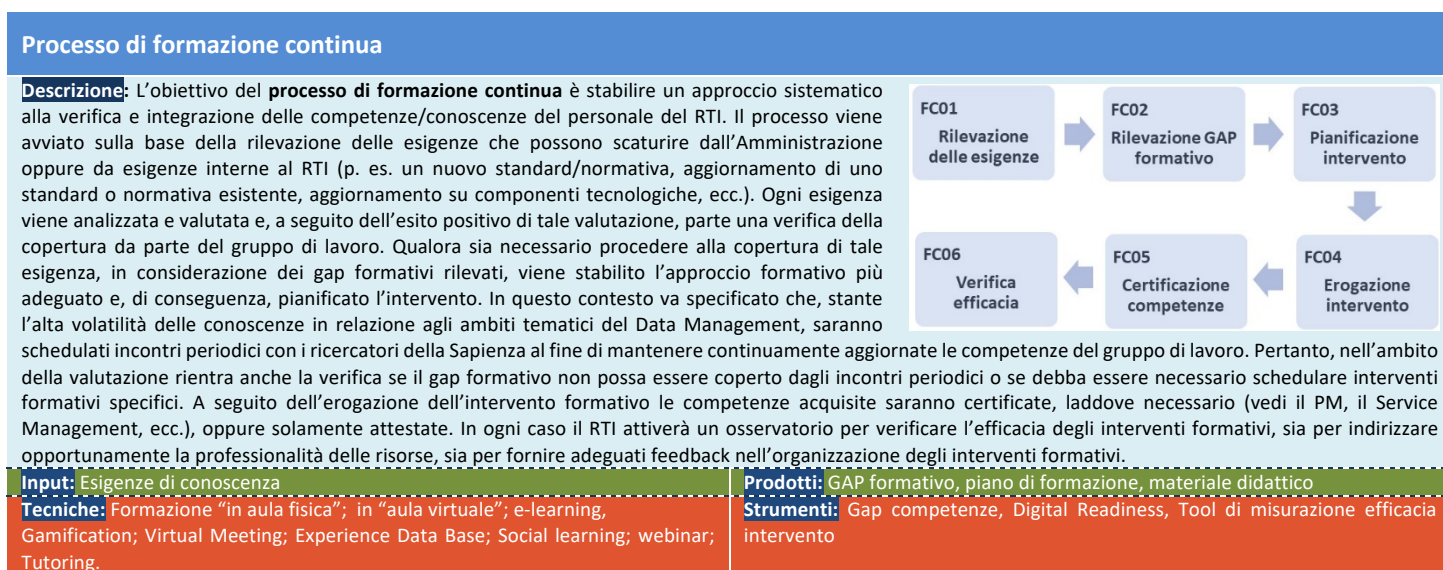 Processo di formazione continua
Descrizione: L’obiettivo del processo di formazione continua è stabilire un approccio sistematico
alla verifica e integrazione delle competenze/conoscenze del personale del RTI. Il processo viene
avviato sulla base della rilevazione delle esigenze che possono scaturire dall’Amministrazione
oppure da esigenze interne al RTI (p. es. un nuovo standard/normativa, aggiornamento di uno
standard o normativa esistente, aggiornamento su componenti tecnologiche, ecc.). Ogni esigenza
viene analizzata e valutata e, a seguito dell’esito positivo di tale valutazione, parte una verifica della
copertura da parte del gruppo di lavoro. Qualora sia necessario procedere alla copertura di tale
esigenza, in considerazione dei gap formativi rilevati, viene stabilito l’approccio formativo più
adeguato e, di conseguenza, pianificato l’intervento. In questo contesto va specificato che, stante
l’alta volatilità delle conoscenze in relazione agli ambiti tematici del Data Management, saranno
schedulati incontri periodici con i ricercatori della Sapienza al fine di mantenere continuamente aggiornate le competenze del gruppo di lavoro. Pertanto, nell’ambito
della valutazione rientra anche la verifica se il gap formativo non possa essere coperto dagli incontri periodici o se debba essere necessario schedulare interventi
formativi specifici. A seguito dell’erogazione dell’intervento formativo le competenze acquisite saranno certificate, laddove necessario (vedi il PM, il Service
Management, ecc.), oppure solamente attestate. In ogni caso il RTI attiverà un osservatorio per verificare l’efficacia degli interventi formativi, sia per indirizzare
opportunamente la professionalità delle risorse, sia per fornire adeguati feedback nell’organizzazione degli interventi formativi.
FC01
Rilevazione
delle esigenze
FC02
Rilevazione GAP
formativo
FC03
Pianificazione
intervento
FC04
Erogazione
intervento
FC05
Certificazione
competenze
FC06
Verifica
efficacia
Input: Esigenze di conoscenza
Prodotti: GAP formativo, piano di formazione, materiale didattico
Tecniche: Formazione “in aula fisica”; in “aula virtuale”; e-learning,
Gamification; Virtual Meeting; Experience Data Base; Social learning; webinar;
Tutoring.
Strumenti: Gap competenze, Digital Readiness, Tool di misurazione efficacia
intervento